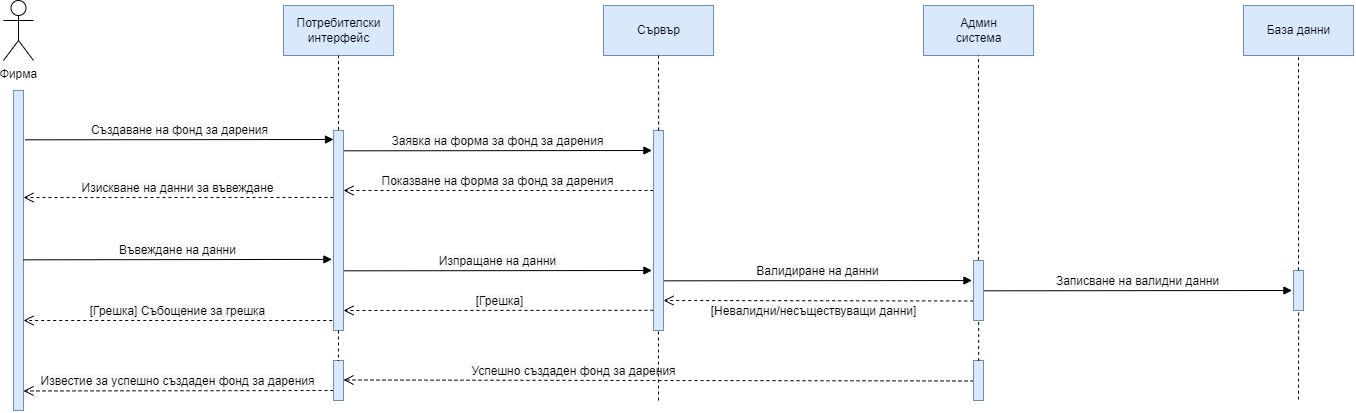 Потребителски
интерфейс
Сървър
Админ
система
База данни
Фирма
Създаване на фонд за дарения
Заявка на форма за фонд за дарения
Показване на форма за фонд за дарения
Изискване на данни за въвеждане
Въвеждане на данни
Изпращане на данни
Валидиране на данни
Записване на валидни данни
[Грешка]
[Невалидни/несъществуващи данни]
[Грешка] Събощение за грешка
Успешно създаден фонд за дарения
Известие за успешно създаден фонд за дарения